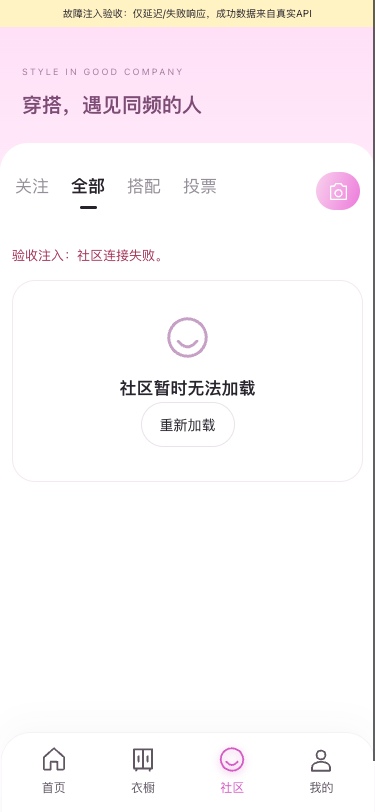 故障注入验收：仅延迟/失败响应，成功数据来自真实API
STYLE IN GOOD COMPANY
穿搭，遇见同频的人
关注 全部 搭配 投票
验收注入：社区连接失败。
社区暂时无法加载
重新加载
首页 衣橱 社区 我的